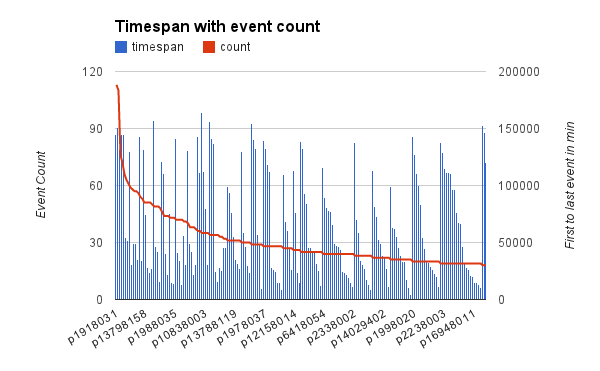 Timespan with event count
timespan
count
120
90
60
30
0
200000
150000
100000
50000
0
Event Count
First to last event in min
p1918031
p13798158
p1988035
p10838003
p13788119
p1978037
p12158014
p6418054
p2338002
p14029402
p1998020
p2238003
p16948011